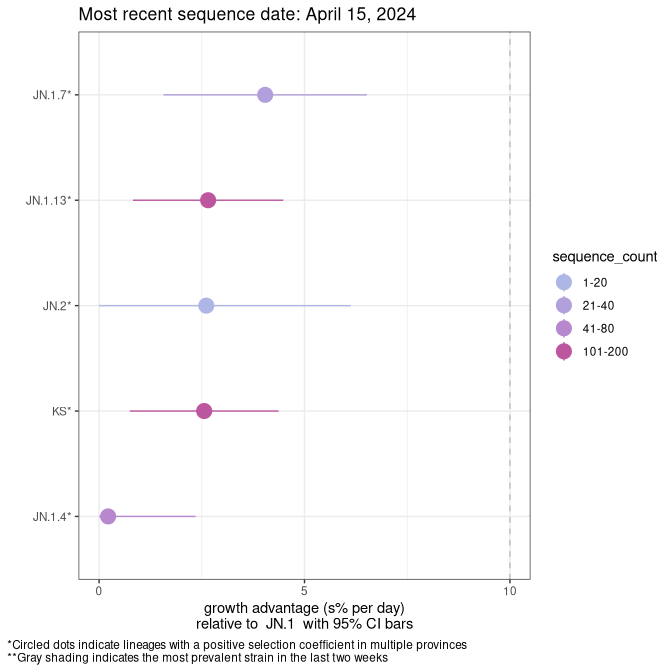 Most recent sequence date: April 15, 2024
JN.1.7*
JN.1.13*
JN.2*
KS*
JN.1.4*
0 5 10
growth advantage (s% per day)
relative to JN.1 with 95% CI bars
sequence_count
1-20
21-40
41-80
101-200
*Circled dots indicate lineages with a positive selection coefficient in multiple provinces
**Gray shading indicates the most prevalent strain in the last two weeks